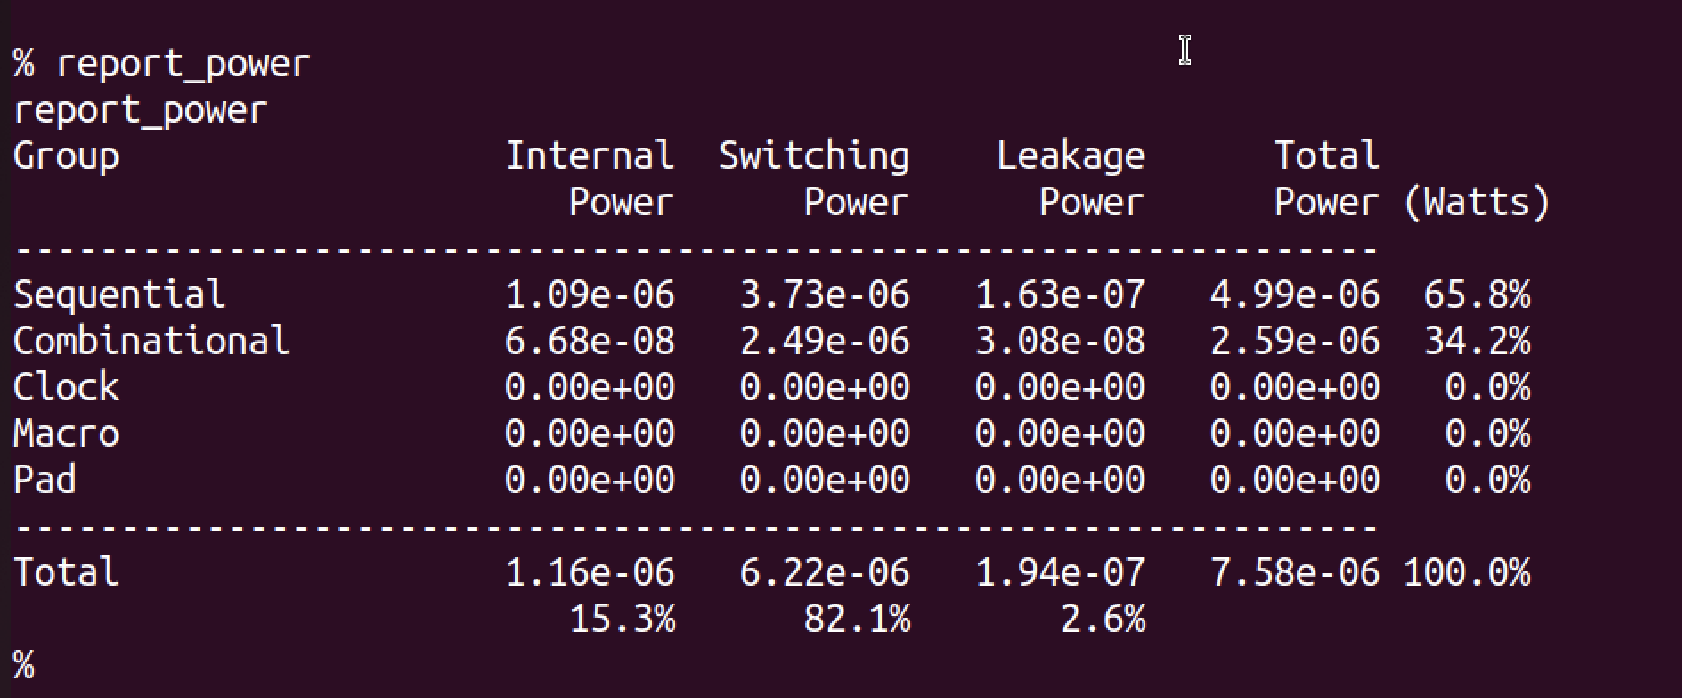 % report_power
report_power
Group                  Internal  Switching    Leakage      Total
                          Power      Power      Power      Power (Watts)
-----------------------------------------------------------------
Sequential             1.09e-06   3.73e-06   1.63e-07   4.99e-06  65.8%
Combinational          6.68e-08   2.49e-06   3.08e-08   2.59e-06  34.2%
Clock                  0.00e+00   0.00e+00   0.00e+00   0.00e+00   0.0%
Macro                  0.00e+00   0.00e+00   0.00e+00   0.00e+00   0.0%
Pad                    0.00e+00   0.00e+00   0.00e+00   0.00e+00   0.0%
-----------------------------------------------------------------
Total                  1.16e-06   6.22e-06   1.94e-07   7.58e-06 100.0%
                          15.3%      82.1%       2.6%
%